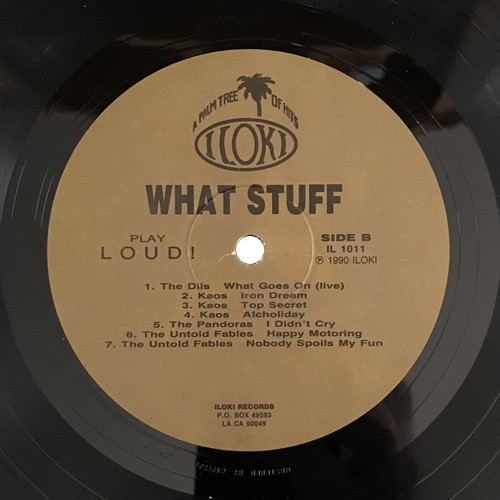 A PALM TREE OF HITS
ILOKI
WHAT STUFF
PLAY
LOUD!
SIDE B
IL 1011
℗ 1990 ILOKI
1. The Dils What Goes On (live)
2. Kaos Iron Dream
3. Kaos Top Secret
4. Kaos Alcholiday
5. The Pandoras I Didn't Cry
6. The Untold Fables Happy Motoring
7. The Untold Fables Nobody Spoils My Fun
ILOKI RECORDS
P.O. BOX 49593
LA CA 90049
MASTERED BY CAPITOL